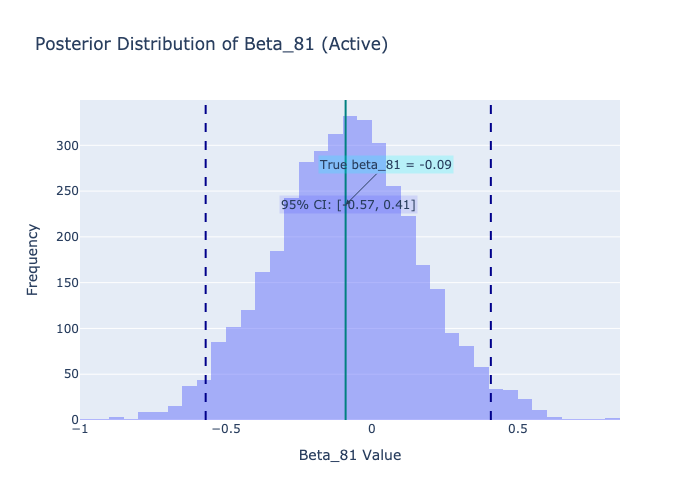 Posterior Distribution of Beta_81 (Active)
300
True beta_81 = -0.09
250
95% CI: [-0.57, 0.41]
200
Frequency
150
100
50
0
−1
−0.5
0
0.5
Beta_81 Value